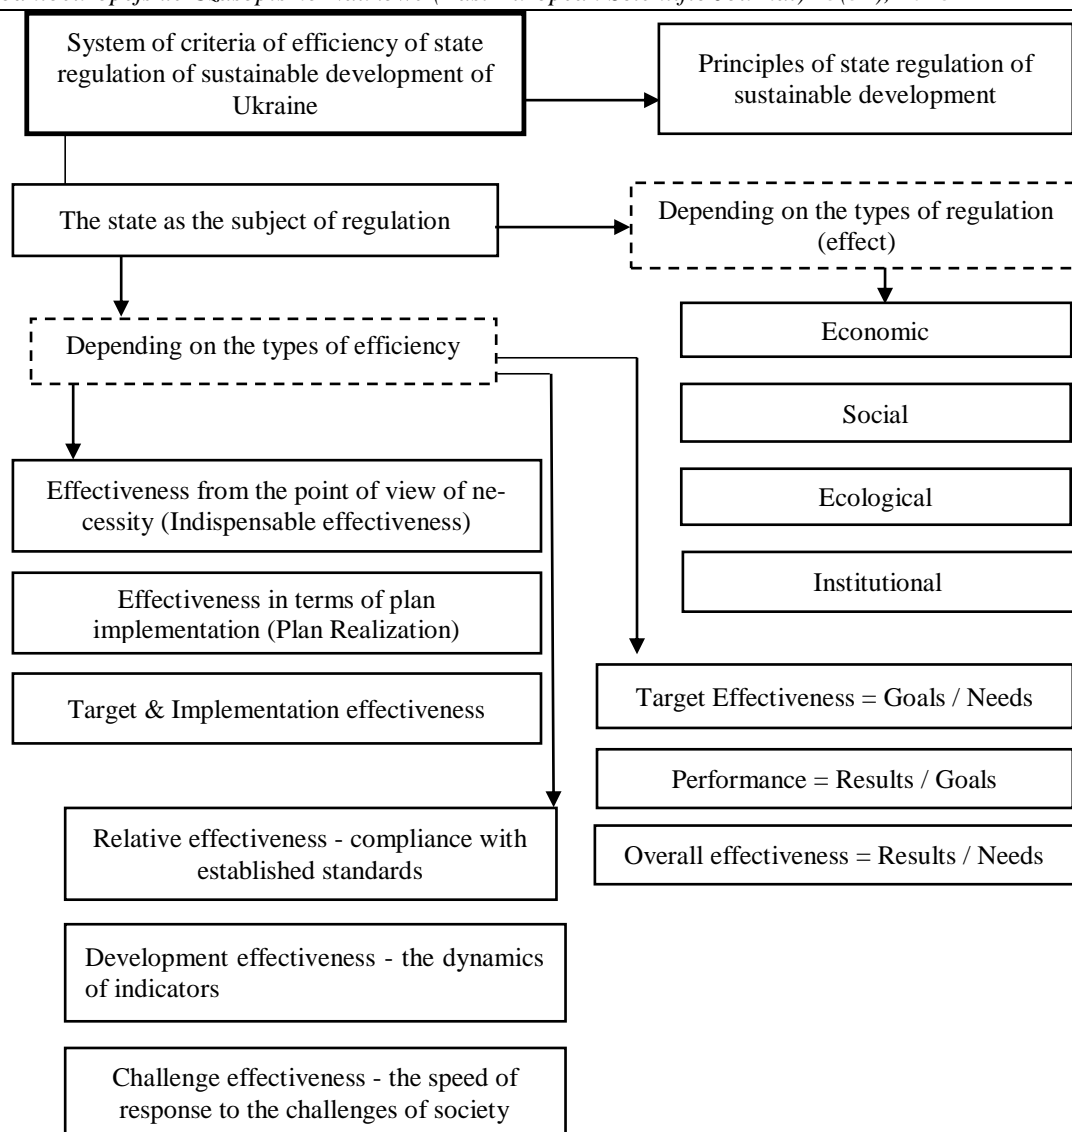 System of criteria of efficiency of state
regulation of sustainable development of
Ukraine
Principles of state regulation of
sustainable development
The state as the subject of regulation
Depending on the types of regulation
(effect)
Depending on the types of efficiency
Economic
Social
Ecological
Institutional
Effectiveness from the point of view of ne-
cessity (Indispensable effectiveness)
Effectiveness in terms of plan
implementation (Plan Realization)
Target & Implementation effectiveness
Target Effectiveness = Goals / Needs
Performance = Results / Goals
Overall effectiveness = Results / Needs
Relative effectiveness - compliance with
established standards
Development effectiveness - the dynamics
of indicators
Challenge effectiveness - the speed of
response to the challenges of society